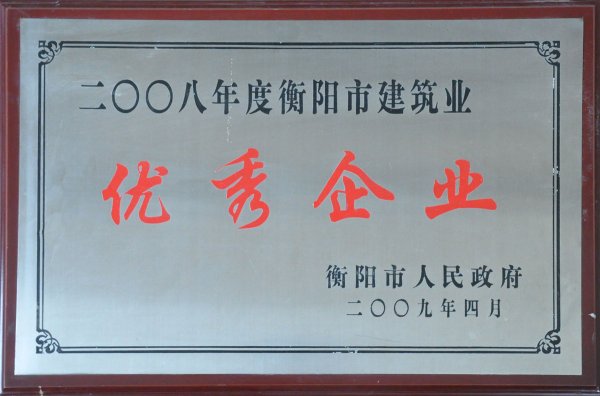 二〇〇八年度衡阳市建筑业
优秀企业
衡阳市人民政府
二〇〇九年四月